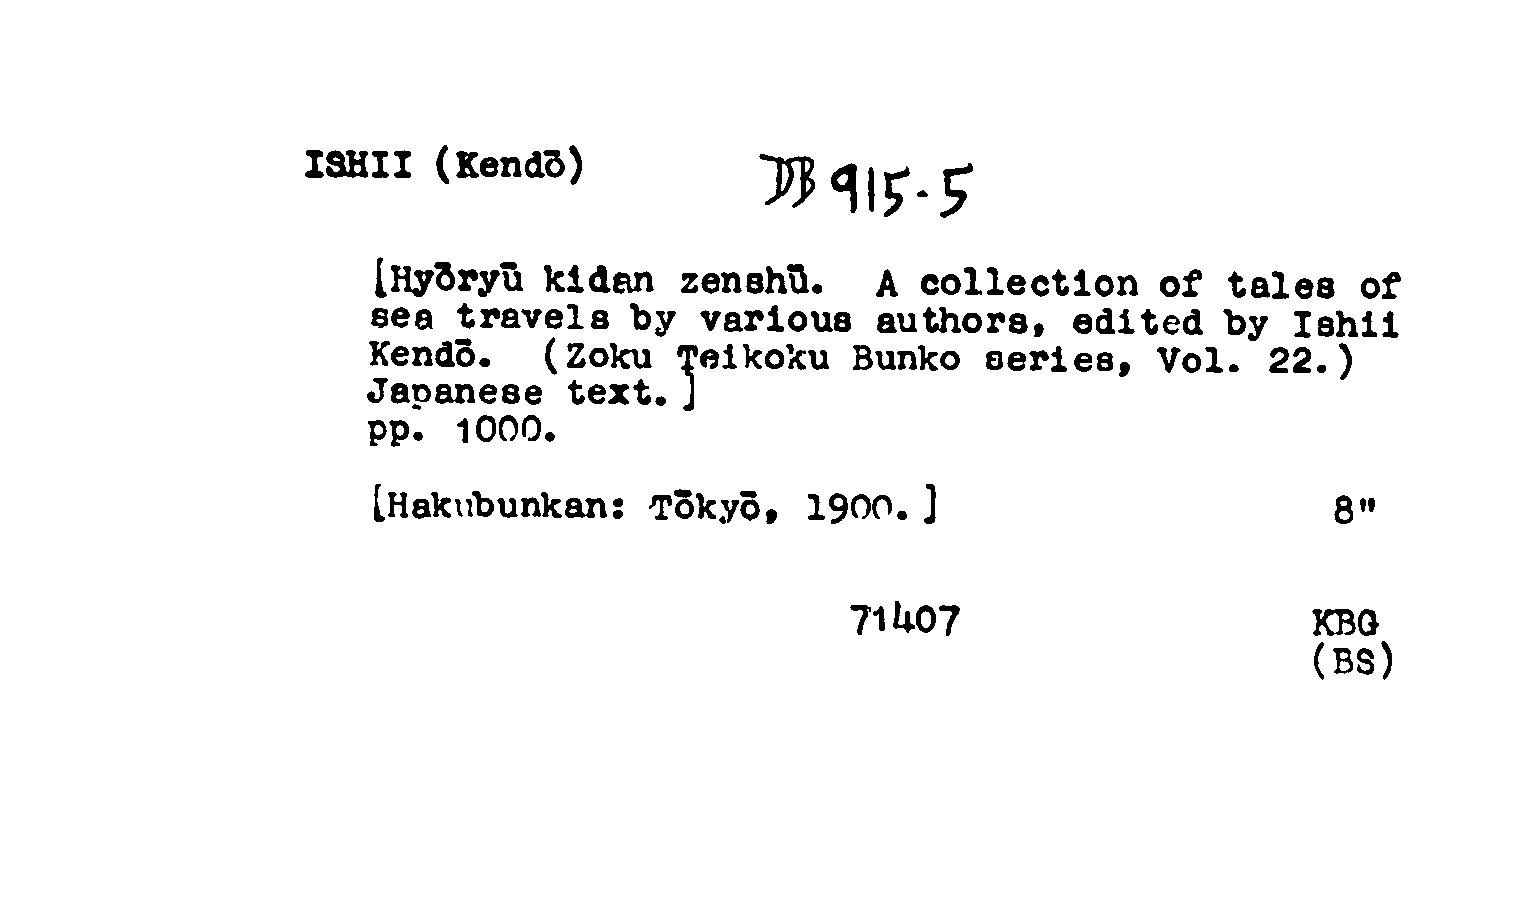 ISHII (Kendō)
DB 915.5
[Hyōryū kidan zenshū. A collection of tales of
sea travels by various authors, edited by Ishii
Kendō. (Zoku Teikoku Bunko series, Vol. 22.)
Japanese text.]
pp. 1000.
[Hakubunkan: Tōkyō, 1900.]
8"
71407
KBG
(BS)